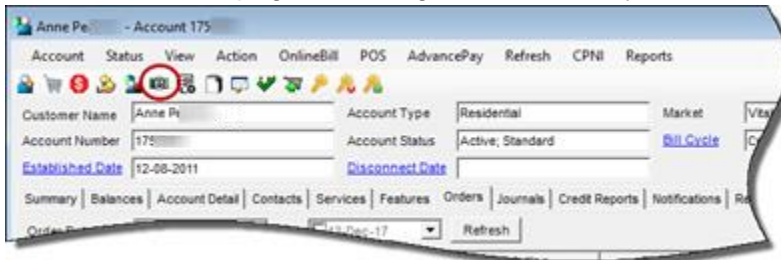 Anne Pe - Account 175
Account Status View Action OnlineBill POS AdvancePay Refresh CPNI Reports
Customer Name Anne Pe Account Type Residential Market
Account Number 175 Account Status Active; Standard Bill Cycle
Established Date 12-08-2011 Disconnect Date
Summary Balances Account Detail Contacts Services Features Orders Journals Credit Reports Notifications
-Dec-17 Refresh